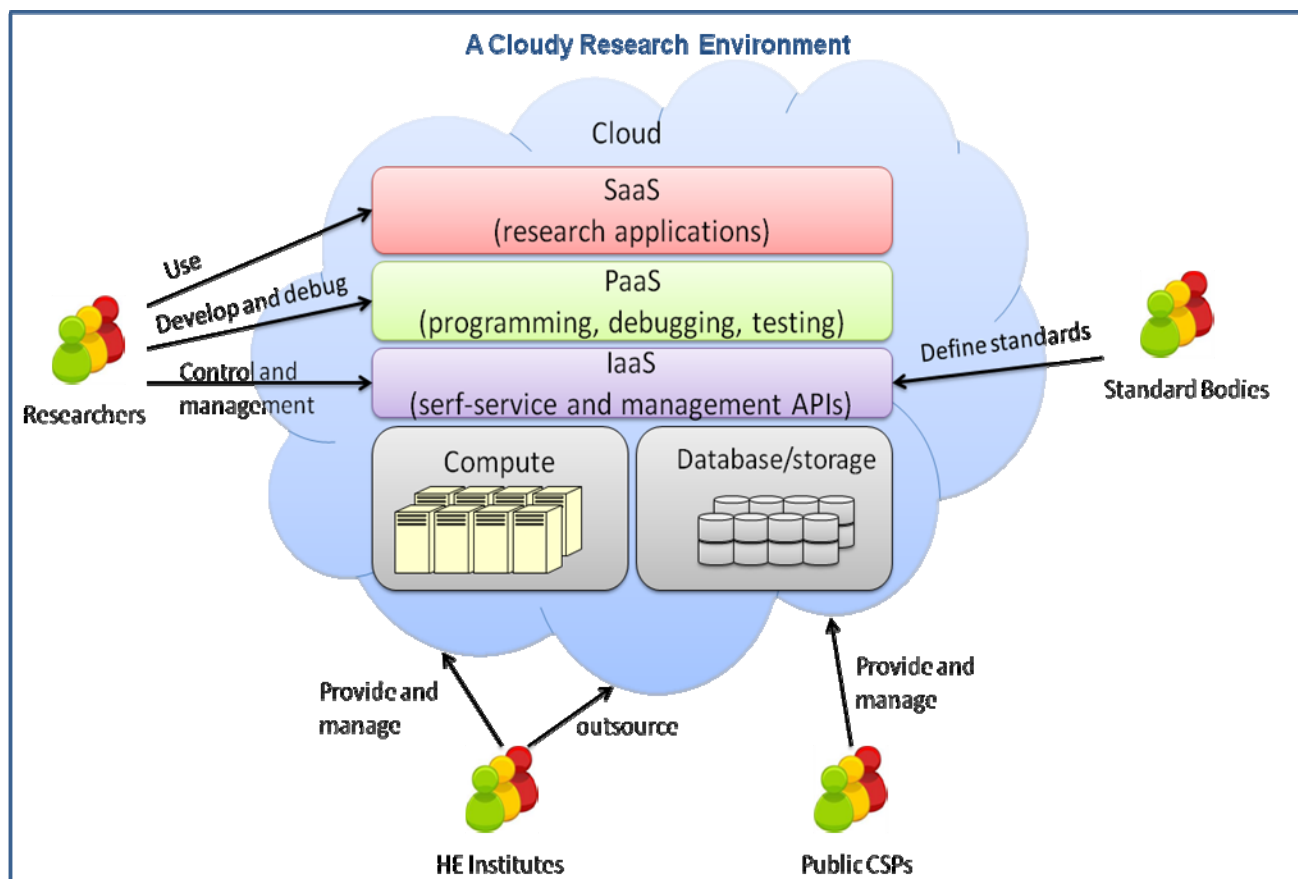 A Cloudy Research Environment
Cloud
SaaS
(research applications)
PaaS
(programming, debugging, testing)
IaaS
(serf-service and management APIs)
Compute
Database/storage
Use
Develop and debug
Control and
management
Researchers
Define standards
Standard Bodies
Provide and
manage
outsource
HE Institutes
Provide and
manage
Public CSPs